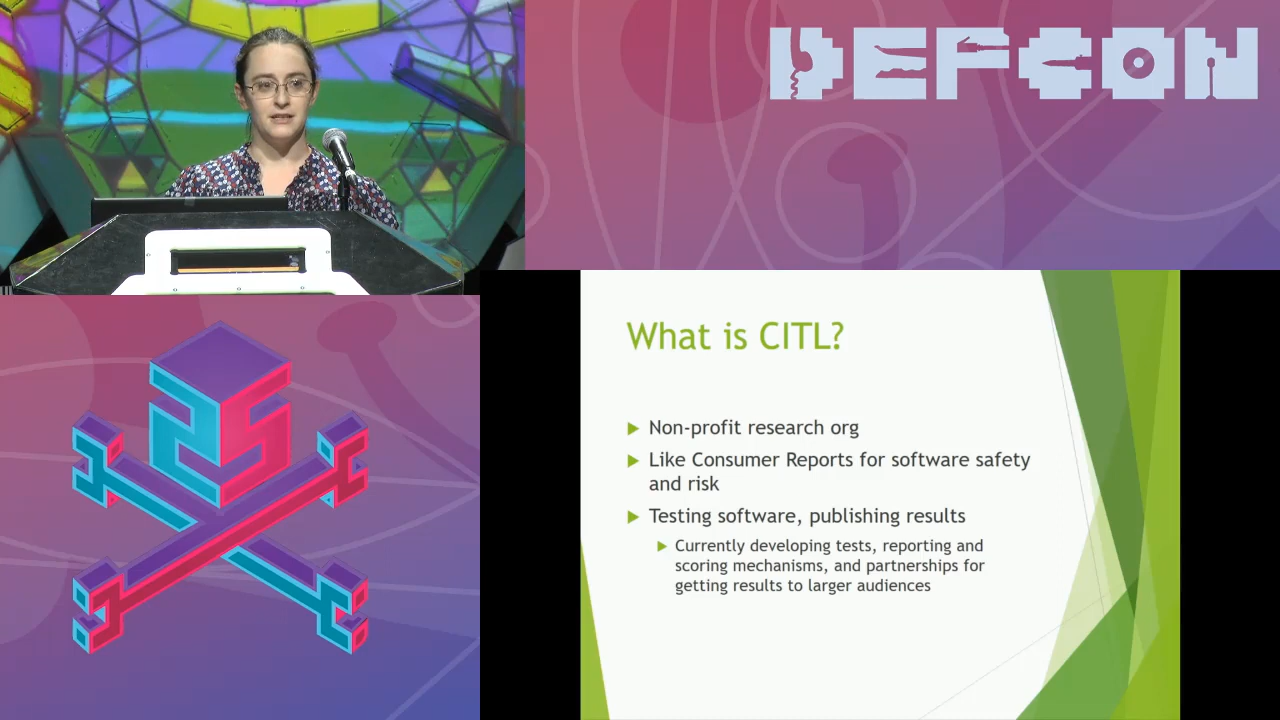 DEFCON
What is CITL?
Non-profit research org
Like Consumer Reports for software safety
and risk
Testing software, publishing results
Currently developing tests, reporting and
scoring mechanisms, and partnerships for
getting results to larger audiences